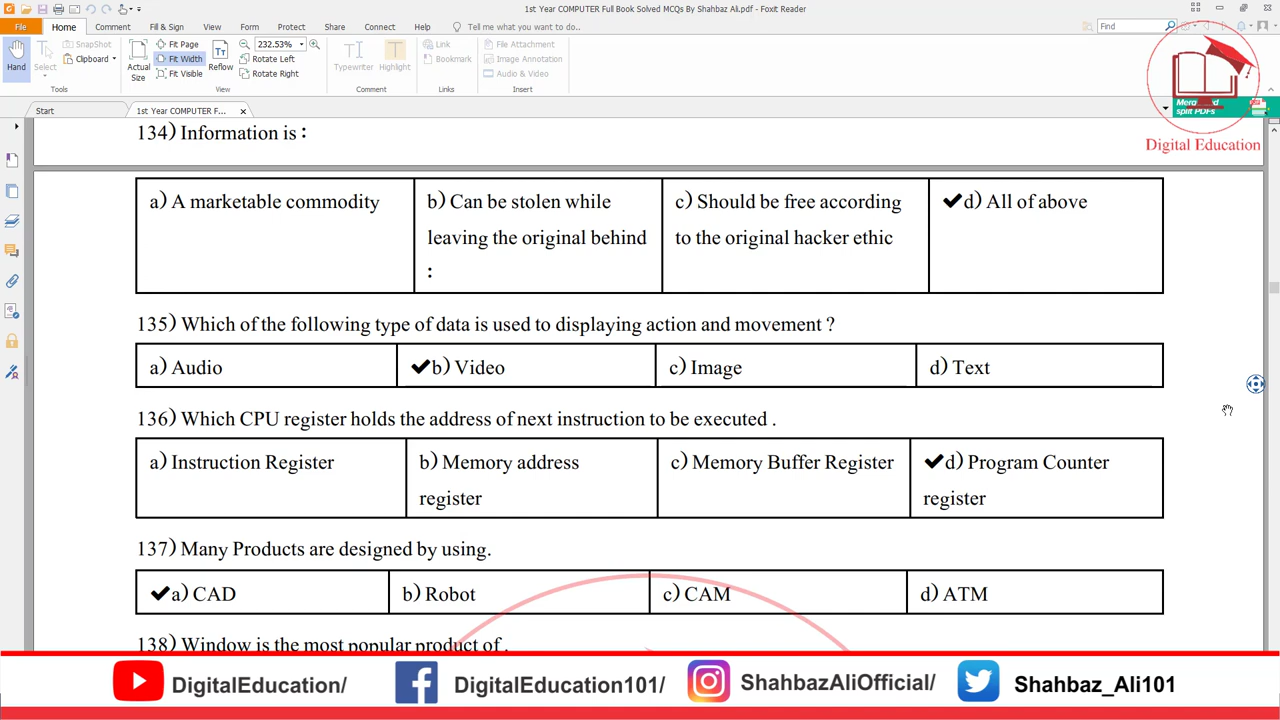 1st Year COMPUTER Full Book Solved MCQs By Shahbaz Ali.pdf - Foxit Reader
File Home Comment View Form Protect Share Connect Help Tell me what you want to do... Find
Hand
Select
SnapShot
Clipboard
Actual Size
Fit Page
Fit Width
Fit Visible
Reflow
232.53%
Rotate Left
Rotate Right
Typewriter
Highlight
Link
Bookmark
File Attachment
Image Annotation
Audio & Video
Tools View Comment Links Insert
Start 1st Year COMPUTER F...
split PDFs
Digital Education
134) Information is :
a) A marketable commodity
b) Can be stolen while leaving the original behind :
c) Should be free according to the original hacker ethic
✔d) All of above
135) Which of the following type of data is used to displaying action and movement ?
a) Audio ✔b) Video c) Image d) Text
136) Which CPU register holds the address of next instruction to be executed .
a) Instruction Register
b) Memory address register
c) Memory Buffer Register
✔d) Program Counter register
137) Many Products are designed by using.
✔a) CAD b) Robot c) CAM d) ATM
138) Window is the most popular product of .
DigitalEducation/ DigitalEducation101/ ShahbazAliOfficial/ Shahbaz_Ali101